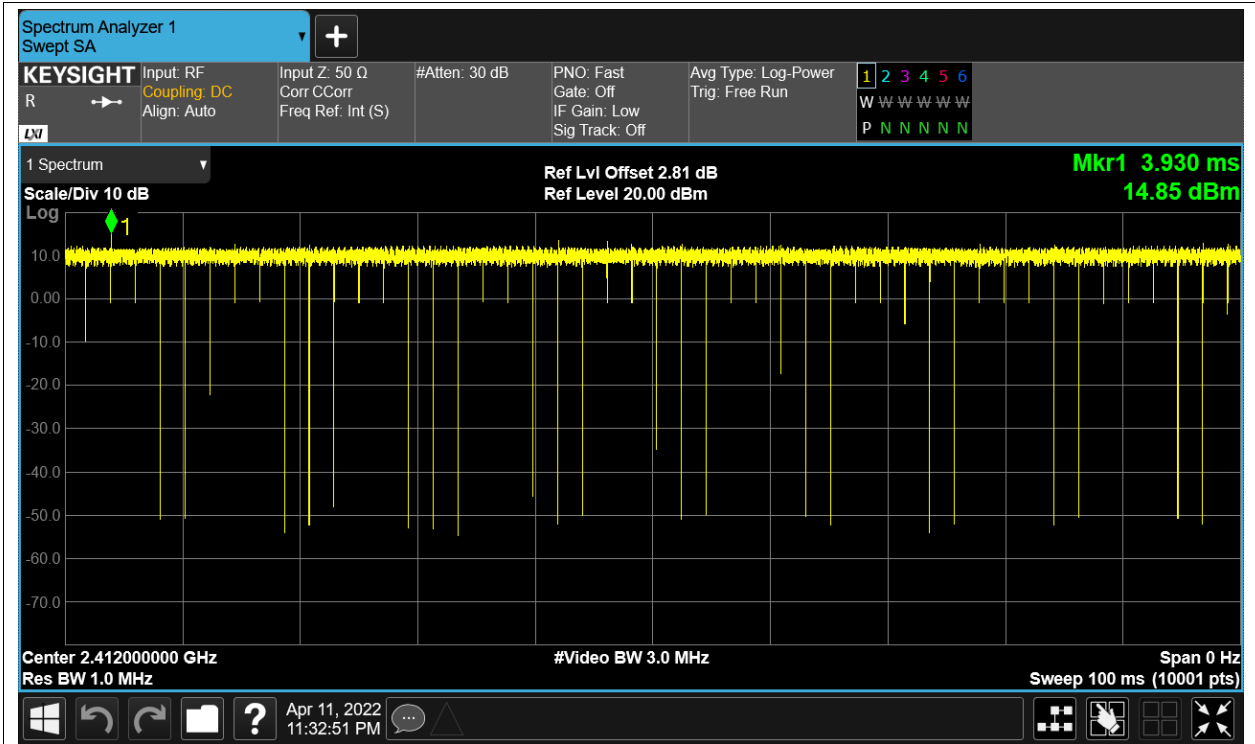 Spectrum Analyzer 1
Swept SA
+
KEYSIGHT
R
LXI
Input: RF
Coupling: DC
Align: Auto
Input Z: 50 Ω
Corr CCorr
Freq Ref: Int (S)
#Atten: 30 dB
PNO: Fast
Gate: Off
IF Gain: Low
Sig Track: Off
Avg Type: Log-Power
Trig: Free Run
1 2 3 4 5 6
W W W W W W
P N N N N N
1 Spectrum
Scale/Div 10 dB
Ref Lvl Offset 2.81 dB
Ref Level 20.00 dBm
Mkr1 3.930 ms
14.85 dBm
Log
1
10.0
0.00
-10.0
-20.0
-30.0
-40.0
-50.0
-60.0
-70.0
Center 2.412000000 GHz
Res BW 1.0 MHz
#Video BW 3.0 MHz
Span 0 Hz
Sweep 100 ms (10001 pts)
?
Apr 11, 2022
11:32:51 PM